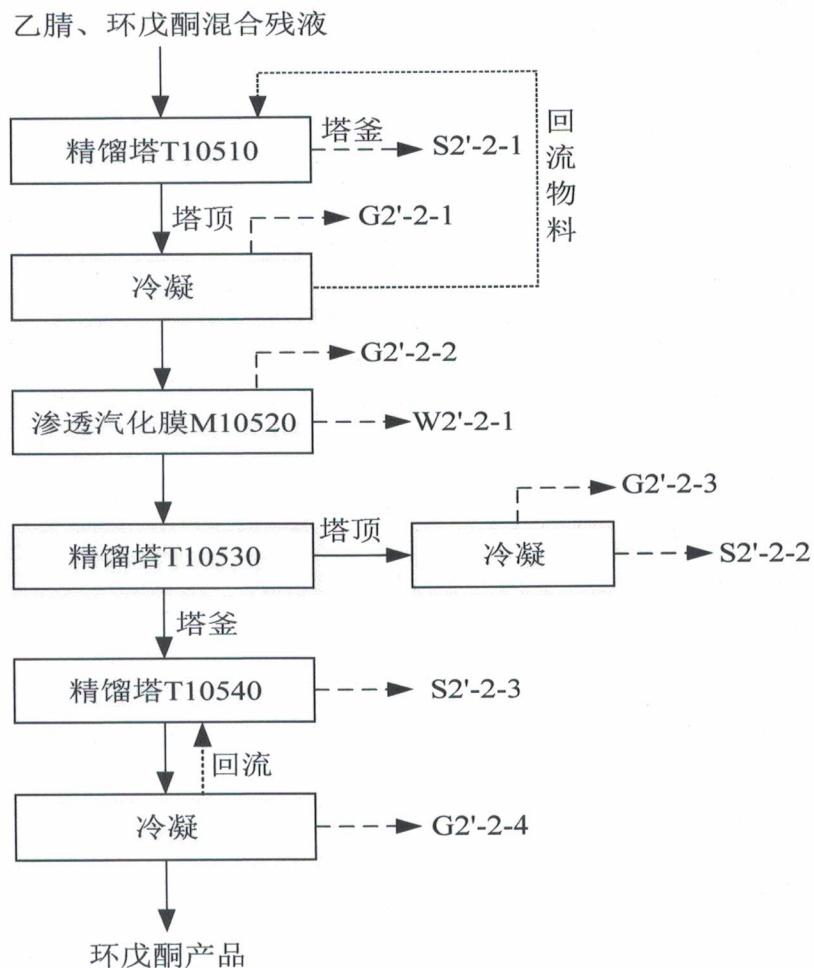 乙腈、环戊酮混合残液
精馏塔T10510
塔釜
S2'-2-1
回流物料
塔顶
G2'-2-1
冷凝
G2'-2-2
渗透汽化膜M10520
W2'-2-1
G2'-2-3
精馏塔T10530
塔顶
冷凝
S2'-2-2
塔釜
精馏塔T10540
S2'-2-3
回流
冷凝
G2'-2-4
环戊酮产品